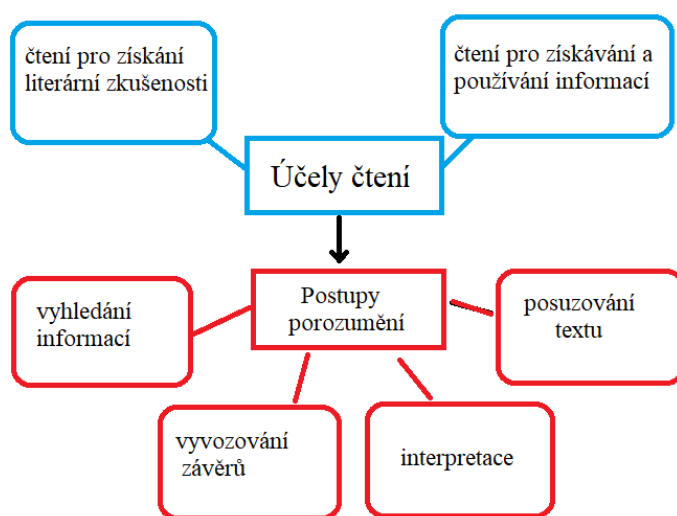 čtení pro získání
literární zkušenosti
čtení pro získávání a
používání informací
Účely čtení
Postupy
porozumění
vyhledání
informací
posuzování
textu
vyvozování
závěrů
interpretace